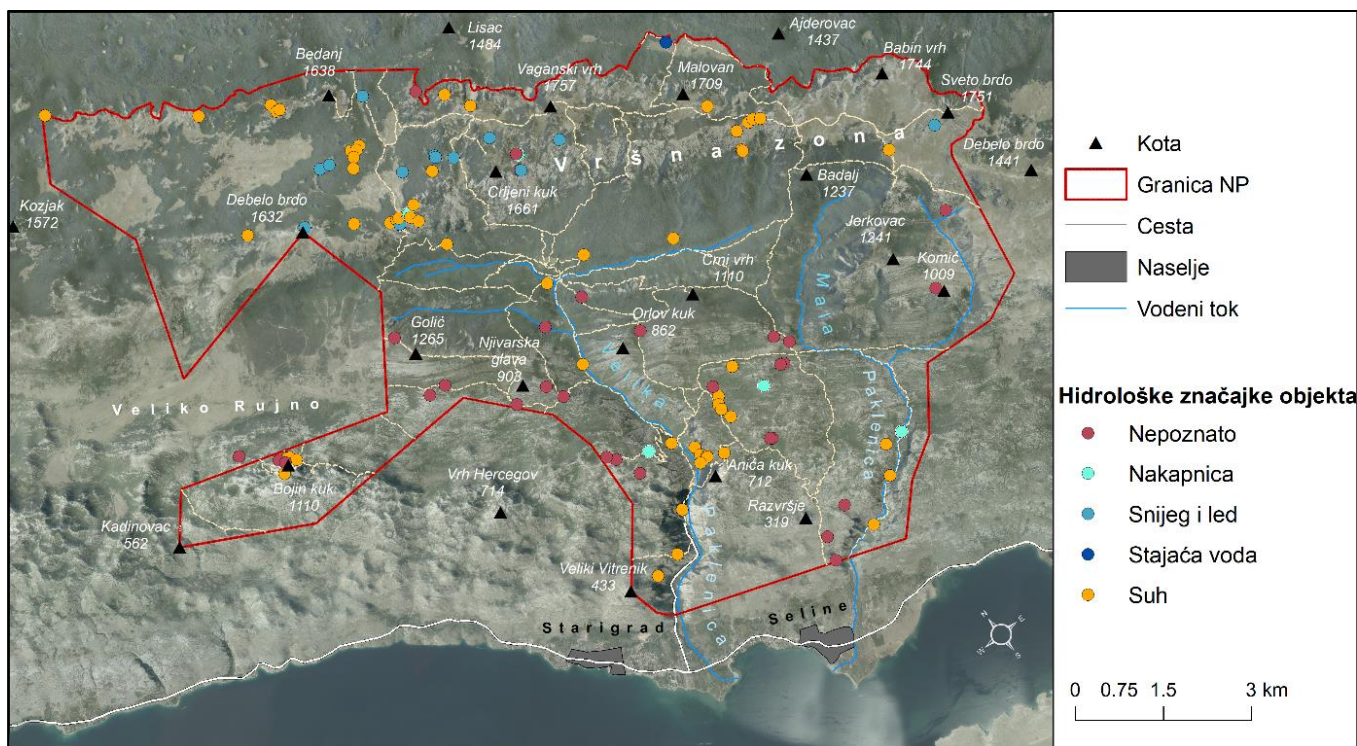 Lisac
1484
Ajderovac
1437
Bedanj
1638
Vaganski vrh
1757
Malovan
1709
Babin vrh
1744
Sveto brdo
1751
Debelo brdo
1441
Vršna zona
Kozjak
1572
Debelo brdo
1632
Crljeni kuk
1661
Badalj
1237
Jerkovac
1241
Komić
1009
Crni vrh
1110
Mala
Paklenica
Golić
1265
Njivarska
glava
903
Orlov kuk
862
Velika
Paklenica
Veliko Rujno
Bojin kuk
1110
Vrh Hercegov
714
Anića kuk
712
Razvršje
319
Kadinovac
562
Veliki Vitrenik
433
Starigrad
Seline
N
E
S
W
Kota
Granica NP
Cesta
Naselje
Vodeni tok
Hidrološke značajke objekta
Nepoznato
Nakapnica
Snijeg i led
Stajaća voda
Suh
0 0.75 1.5 3 km